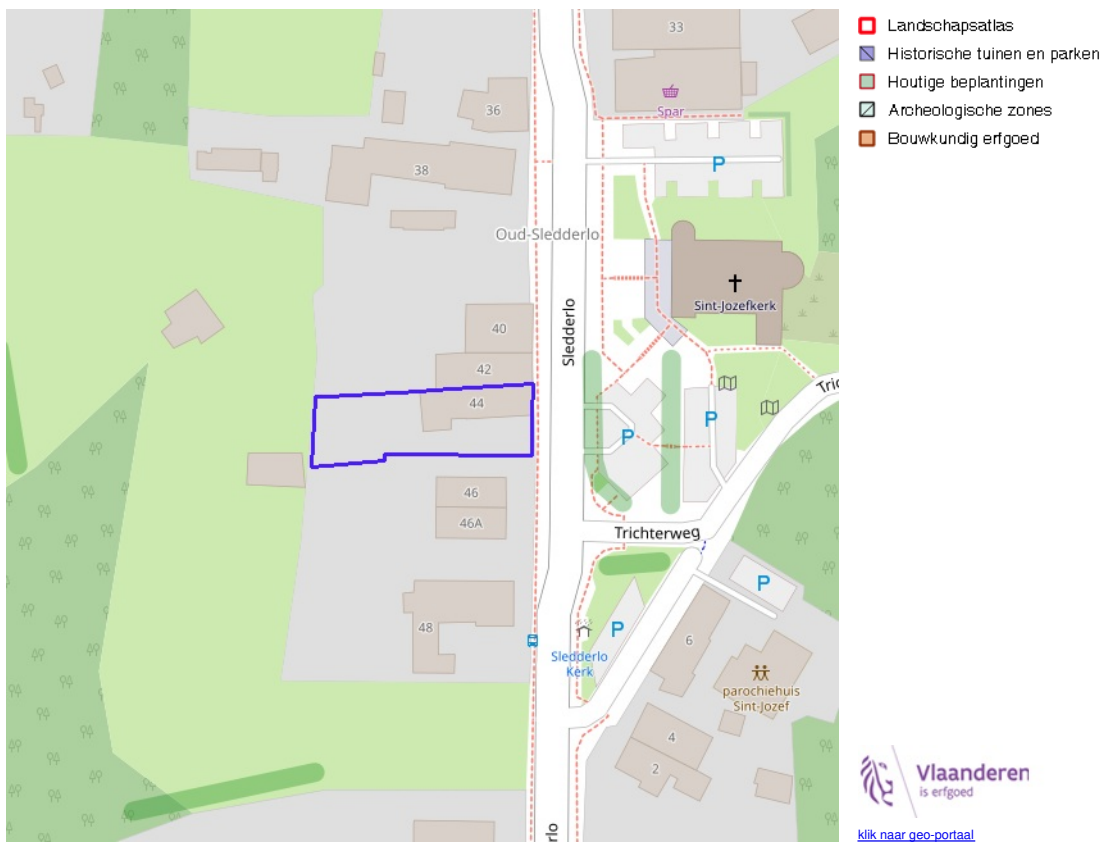 33
Spar
P
36
38
Oud-Sledderlo
Sint-Jozefkerk
Sledderlo
40
42
44
P
P
46
46A
Trichterweg
48
P
P
Sledderlo
Kerk
6
parochiehuis
Sint-Jozef
4
2
Landschapsatlas
Historische tuinen en parken
Houtige beplantingen
Archeologische zones
Bouwkundig erfgoed
Vlaanderen
is erfgoed
klik naar geo-portaal